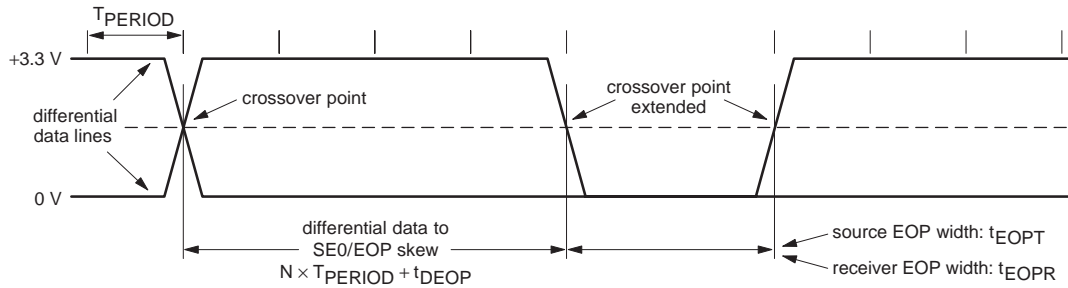 TPERIOD
+3.3 V
crossover point
crossover point
extended
differential
data lines
0 V
differential data to
SE0/EOP skew
N × TPERIOD + tDEOP
source EOP width: tEOPT
receiver EOP width: tEOPR